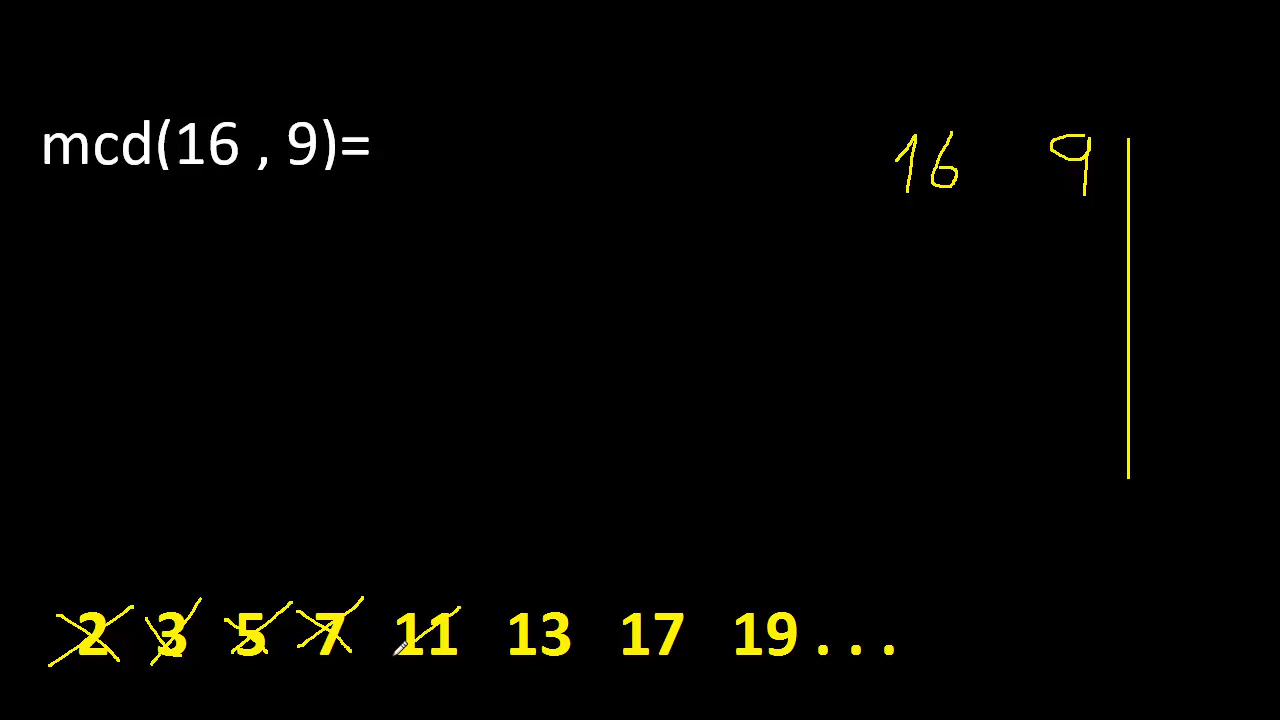 mcd(16 , 9)=
16 9
2 3 5 7 11 13 17 19 . . .